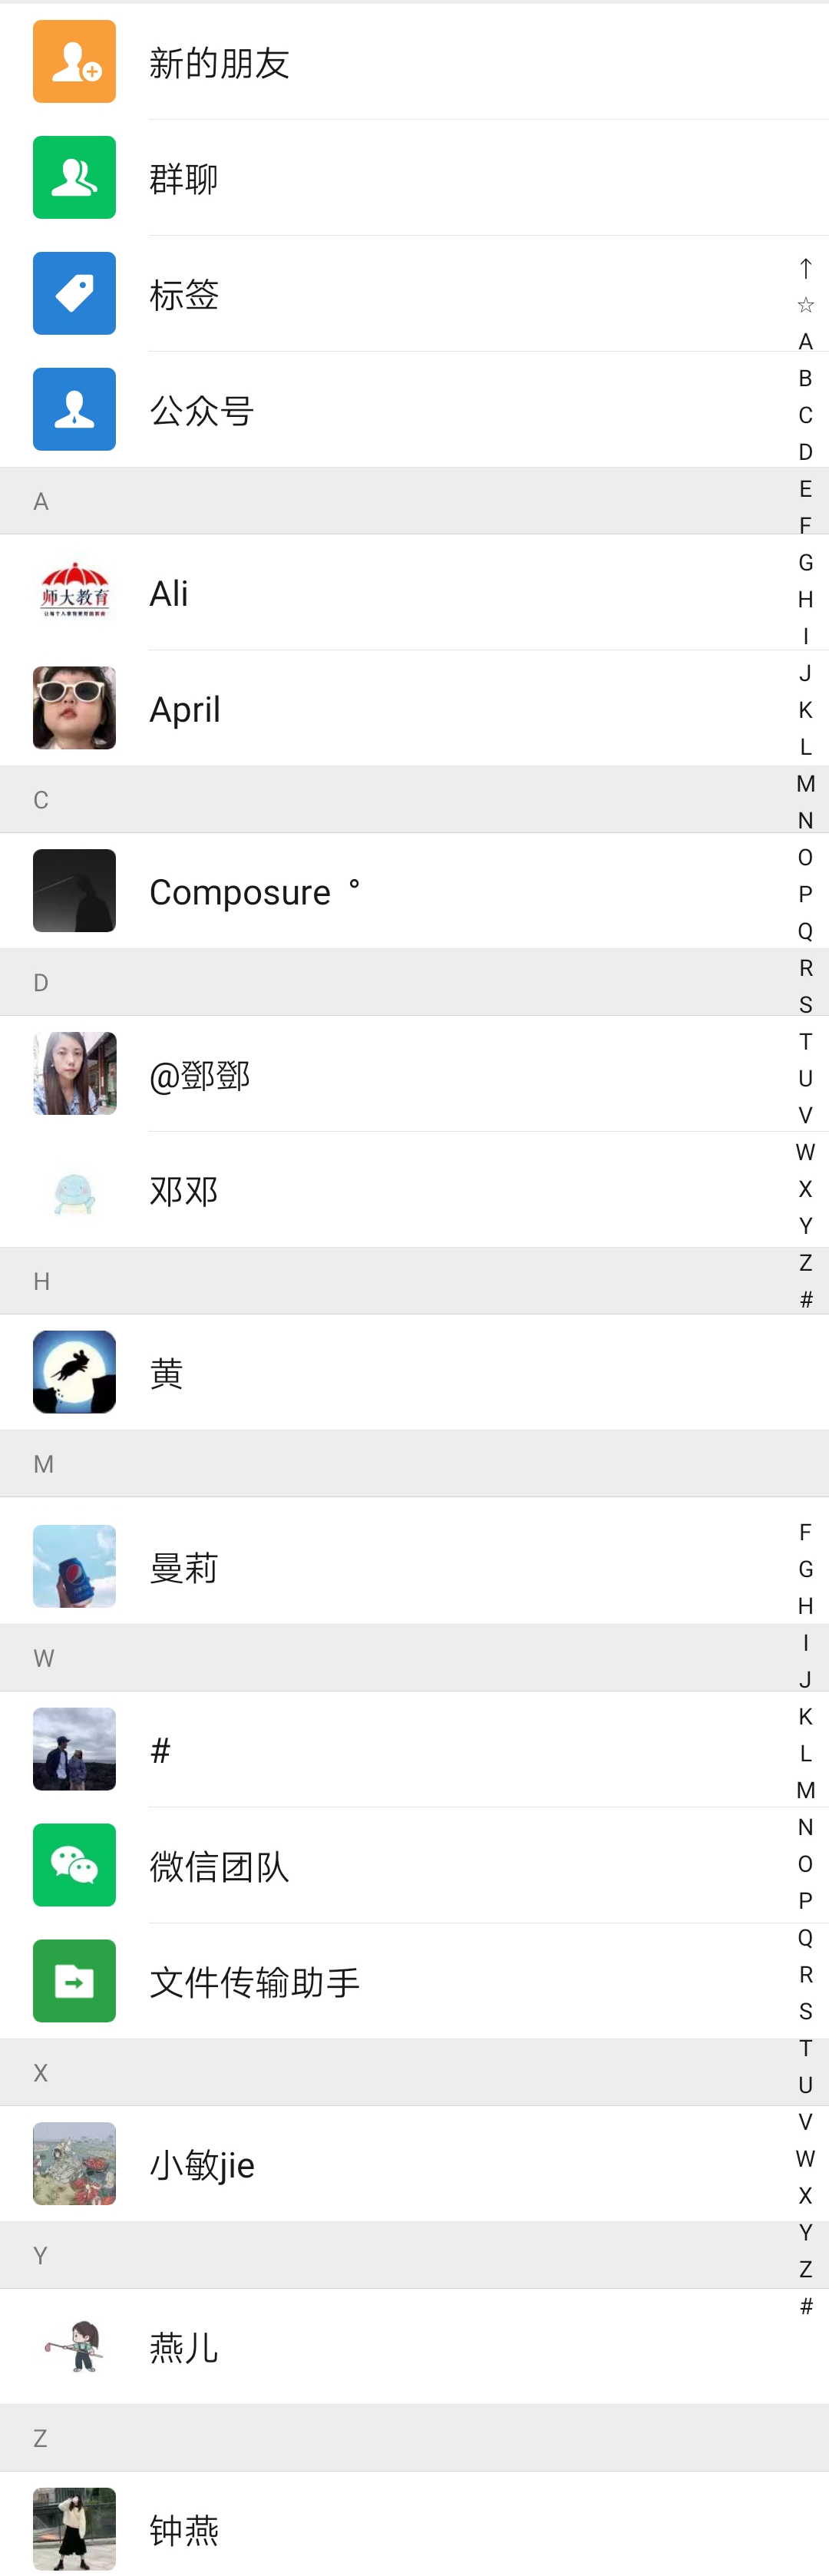 新的朋友
群聊
标签
公众号
↑
☆
A
B
C
D
E
F
G
H
I
J
K
L
M
N
O
P
Q
R
S
T
U
V
W
X
Y
Z
#
A
师大教育
Ali
April
C
Composure °
D
@鄧鄧
邓邓
H
黄
M
曼莉
F
G
H
I
J
K
L
M
N
O
P
Q
R
S
T
U
V
W
X
Y
Z
#
W
#
微信团队
文件传输助手
X
小敏jie
Y
燕儿
Z
钟燕